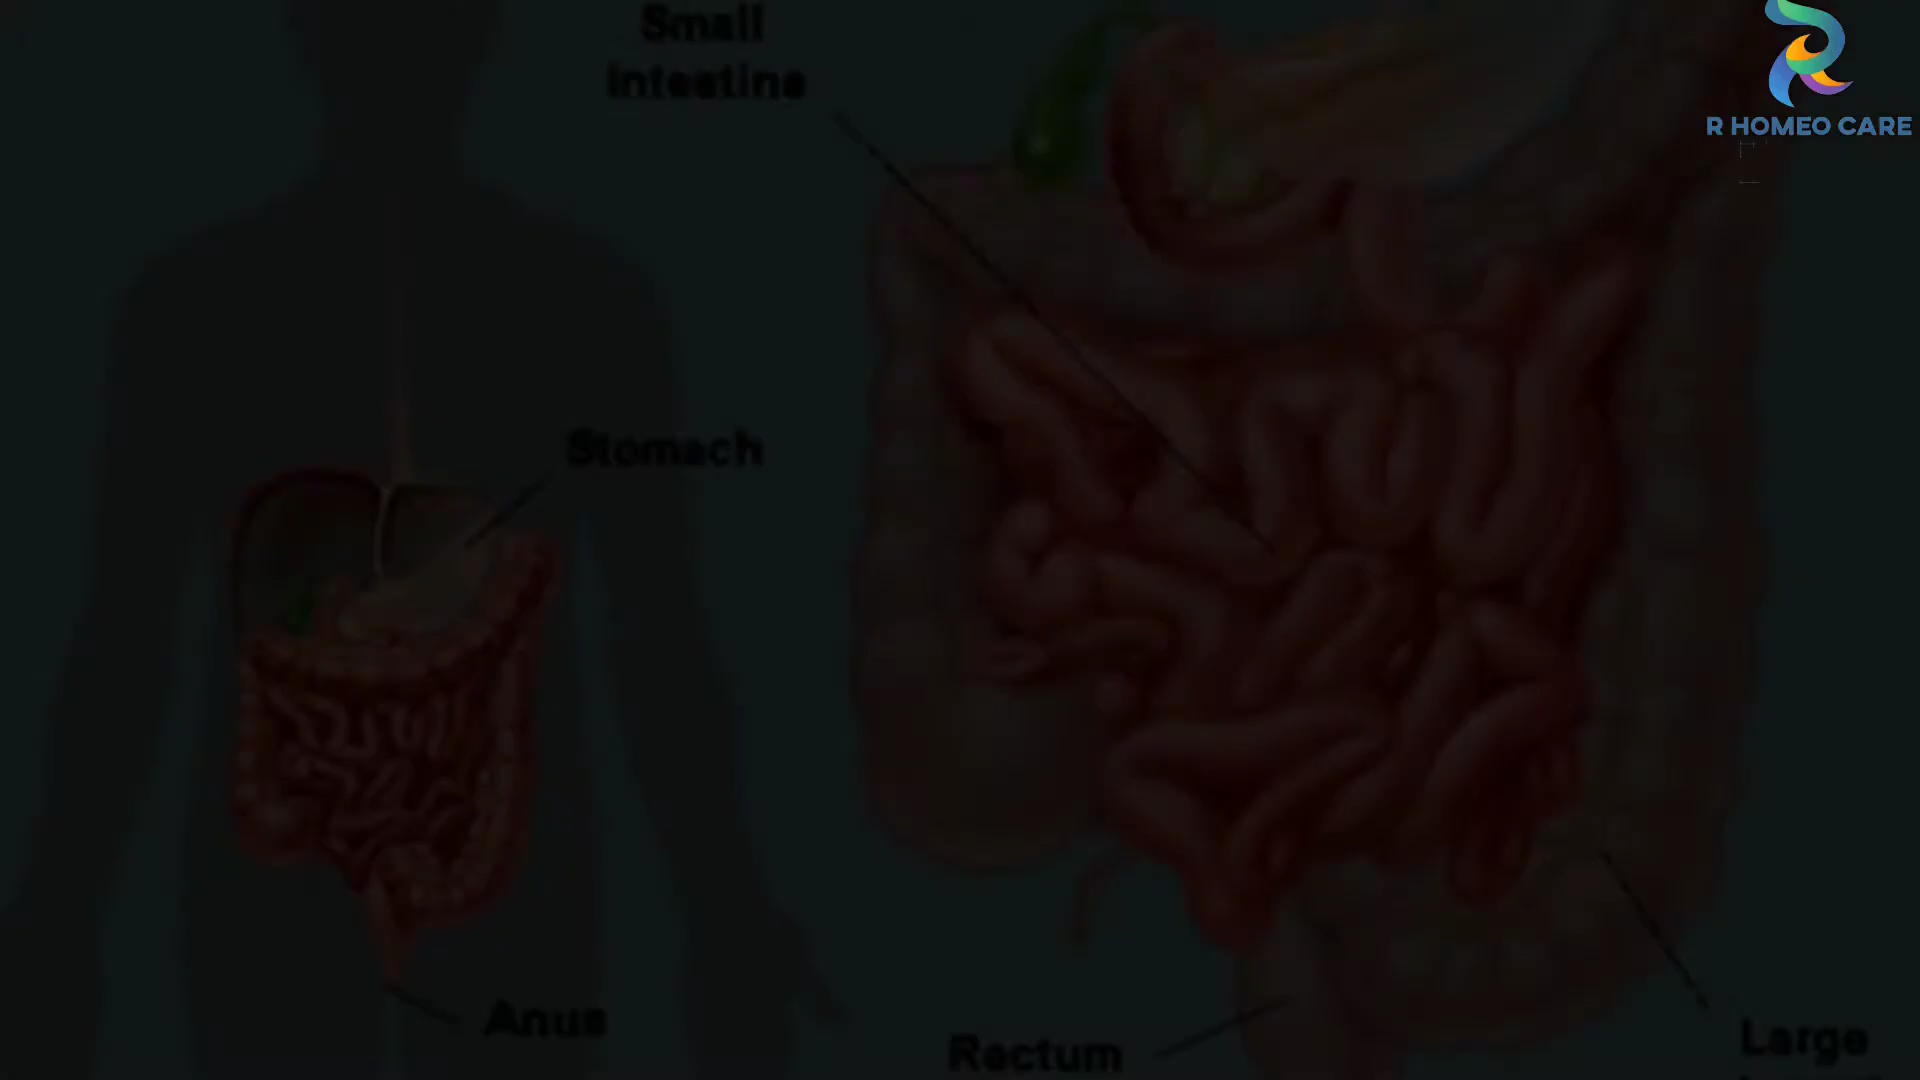 Small
Intestine
R HOMEO CARE
Stomach
Anus
Rectum
Large